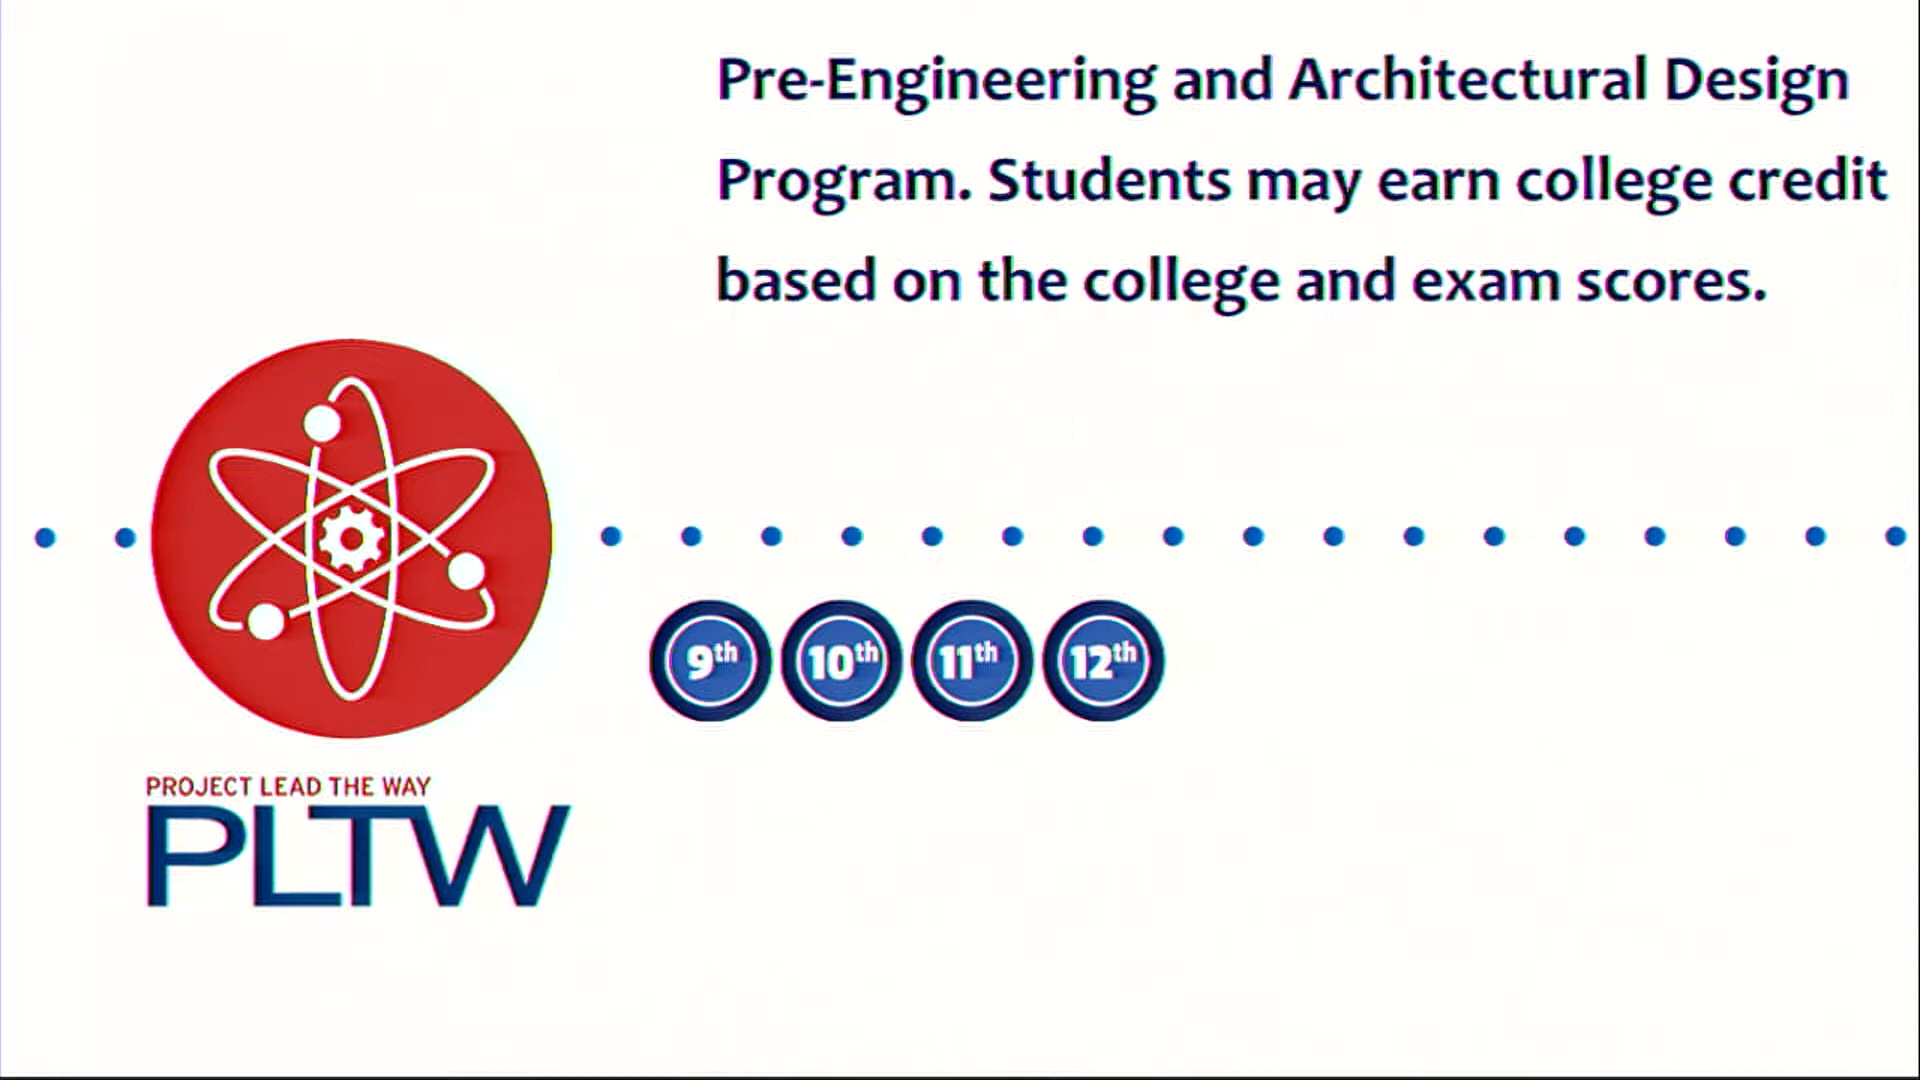 Pre-Engineering and Architectural Design
Program. Students may earn college credit
based on the college and exam scores.
9th 10th 11th 12th
PROJECT LEAD THE WAY
PLTW